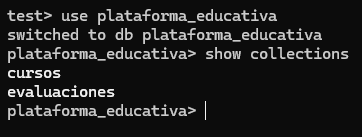 test> use plataforma_educativa
switched to db plataforma_educativa
plataforma_educativa> show collections
cursos
evaluaciones
plataforma_educativa>